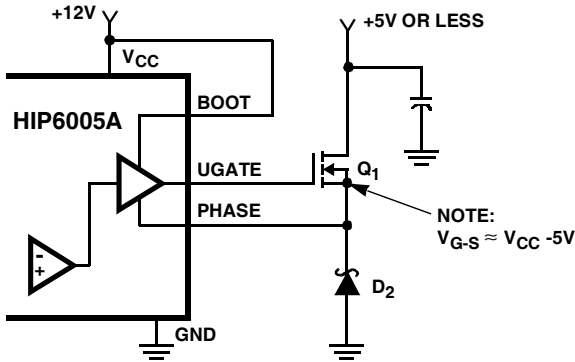 +12V
+5V OR LESS
VCC
BOOT
HIP6005A
UGATE
Q1
PHASE
NOTE:
VG-S ≈ VCC -5V
-
+
D2
GND